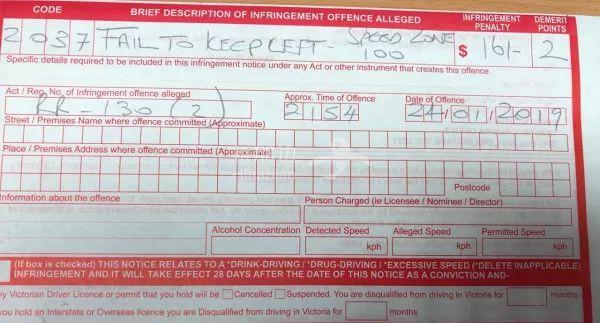 CODE BRIEF DESCRIPTION OF INFRINGEMENT OFFENCE ALLEGED INFRINGEMENT PENALTY DEMERIT POINTS
2037 FAIL TO KEEP LEFT - SPEED ZONE 100 $ 161- 2
Specific details required to be included in this infringement notice under any Act or other instrument that creates this offence.
Act / Reg. No. of Infringement offence alleged Approx. Time of Offence Date of Offence
RR - 130 (2) 2154 24/01/2019
Street / Premises Name where offence committed (Approximate)
Place / Premises Address where offence committed (Approximate)
Postcode
Information about the offence Person Charged (ie Licensee / Nominee / Director)
Alcohol Concentration Detected Speed Alleged Speed Permitted Speed
kph kph kph
(If box is checked) THIS NOTICE RELATES TO A *DRINK-DRIVING / *DRUG-DRIVING / *EXCESSIVE SPEED (*DELETE INAPPLICABLE)
INFRINGEMENT AND IT WILL TAKE EFFECT 28 DAYS AFTER THE DATE OF THIS NOTICE AS A CONVICTION AND-
ny Victorian Driver Licence or permit that you hold will be Cancelled Suspended. You are disqualified from driving in Victoria for months
you hold an Interstate or Overseas licence you are Disqualified from driving in Victoria for months